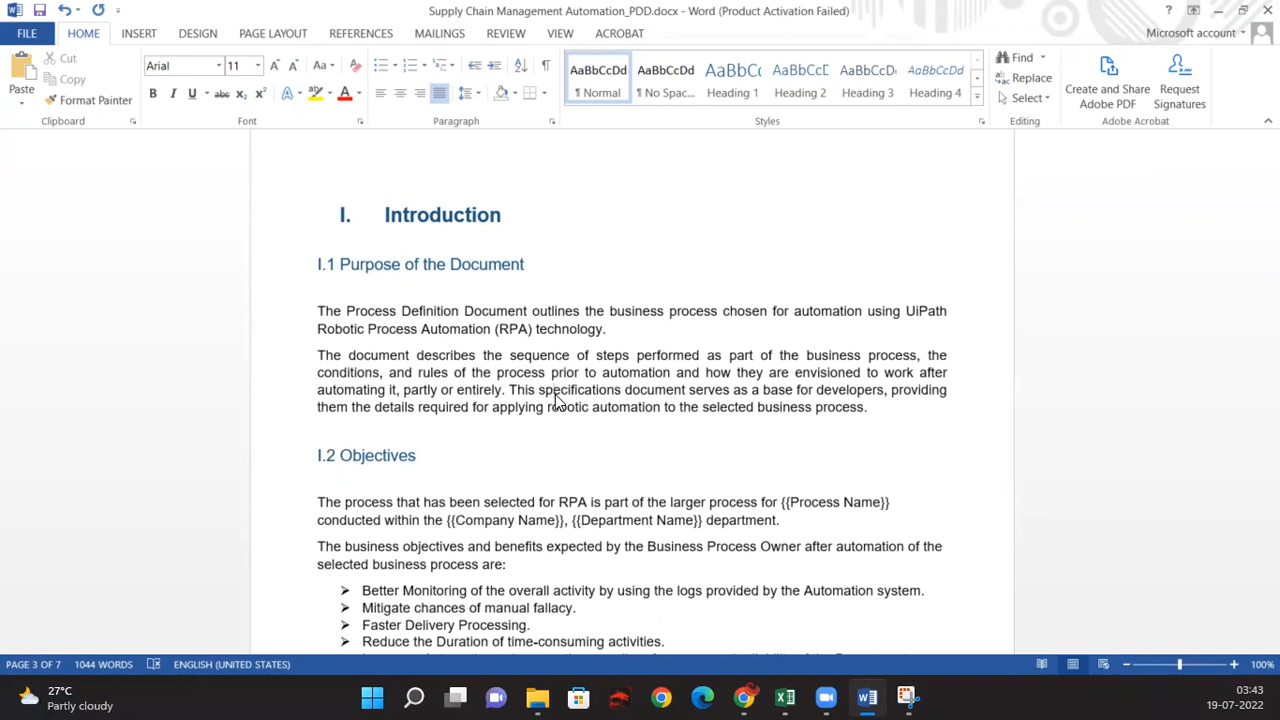 Supply Chain Management Automation_PDD.docx - Word (Product Activation Failed)
FILE HOME INSERT DESIGN PAGE LAYOUT REFERENCES MAILINGS REVIEW VIEW ACROBAT Microsoft account
Paste Cut Copy Format Painter
Clipboard
Arial 11
Font
Paragraph
AaBbCcDd AaBbCcDd AaBbCc AaBbCcD AaBbCcDd AaBbCcDd
¶ Normal ¶ No Spac... Heading 1 Heading 2 Heading 3 Heading 4
Styles
Find
Replace
Select
Editing
Create and Share Adobe PDF
Request Signatures
Adobe Acrobat
I. Introduction
I.1 Purpose of the Document
The Process Definition Document outlines the business process chosen for automation using UiPath
Robotic Process Automation (RPA) technology.
The document describes the sequence of steps performed as part of the business process, the
conditions, and rules of the process prior to automation and how they are envisioned to work after
automating it, partly or entirely. This specifications document serves as a base for developers, providing
them the details required for applying robotic automation to the selected business process.
I.2 Objectives
The process that has been selected for RPA is part of the larger process for {{Process Name}}
conducted within the {{Company Name}}, {{Department Name}} department.
The business objectives and benefits expected by the Business Process Owner after automation of the
selected business process are:
➢ Better Monitoring of the overall activity by using the logs provided by the Automation system.
➢ Mitigate chances of manual fallacy.
➢ Faster Delivery Processing.
➢ Reduce the Duration of time-consuming activities.
PAGE 3 OF 7 1044 WORDS ENGLISH (UNITED STATES) 100%
27°C
Partly cloudy
03:43
19-07-2022